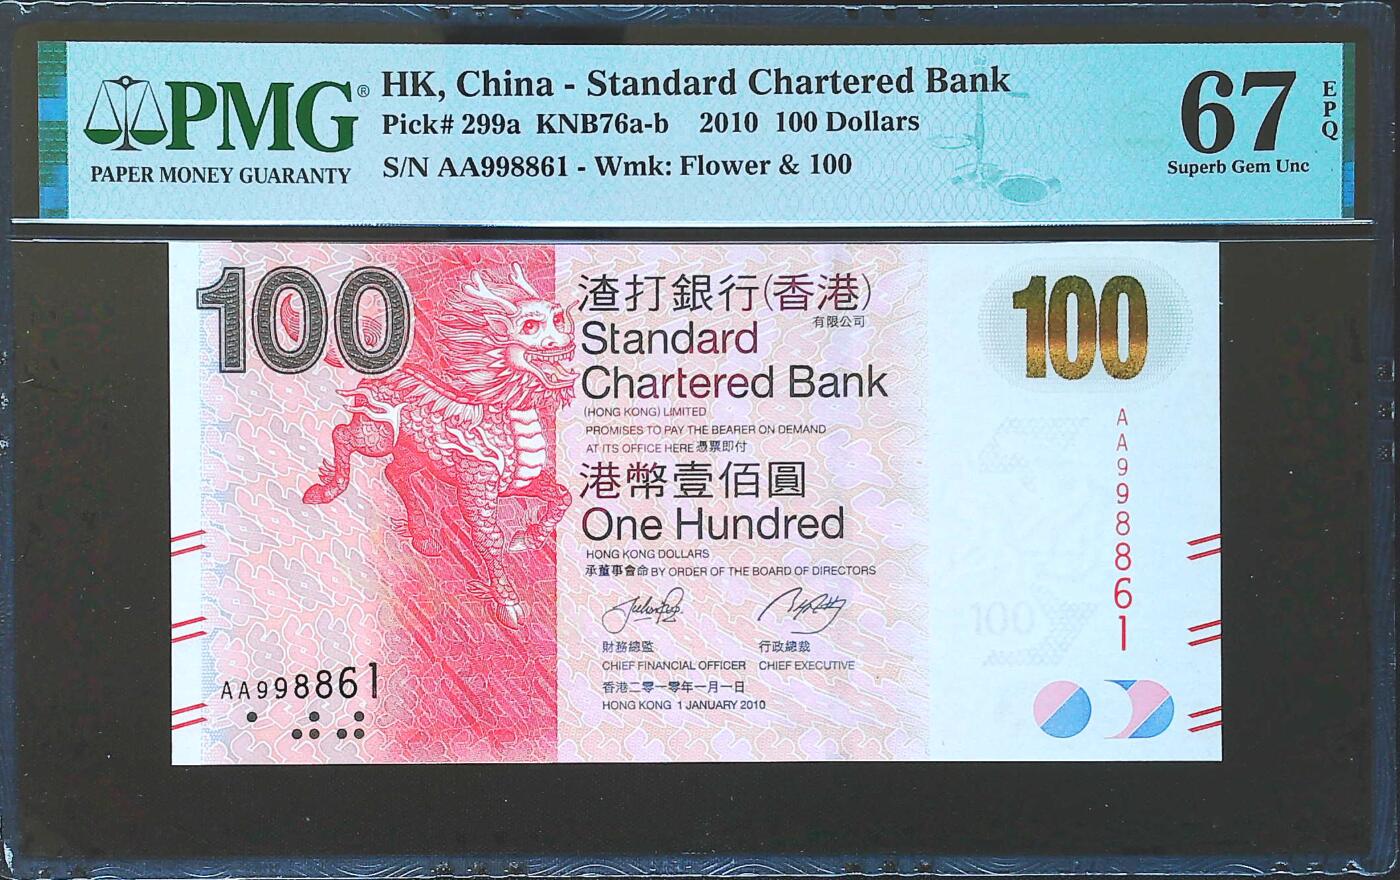 PMG®
PAPER MONEY GUARANTY
HK, China - Standard Chartered Bank
Pick# 299a KNB76a-b 2010 100 Dollars
S/N AA998861 - Wmk: Flower & 100
67
EPQ
Superb Gem Unc
100
渣打銀行(香港)
有限公司
Standard
Chartered Bank
(HONG KONG) LIMITED
PROMISES TO PAY THE BEARER ON DEMAND
AT ITS OFFICE HERE 憑票即付
港幣壹佰圓
One Hundred
HONG KONG DOLLARS
承董事會命 BY ORDER OF THE BOARD OF DIRECTORS
財務總監 行政總裁
CHIEF FINANCIAL OFFICER CHIEF EXECUTIVE
香港二零一零年一月一日
HONG KONG 1 JANUARY 2010
AA998861
100
AA998861
100